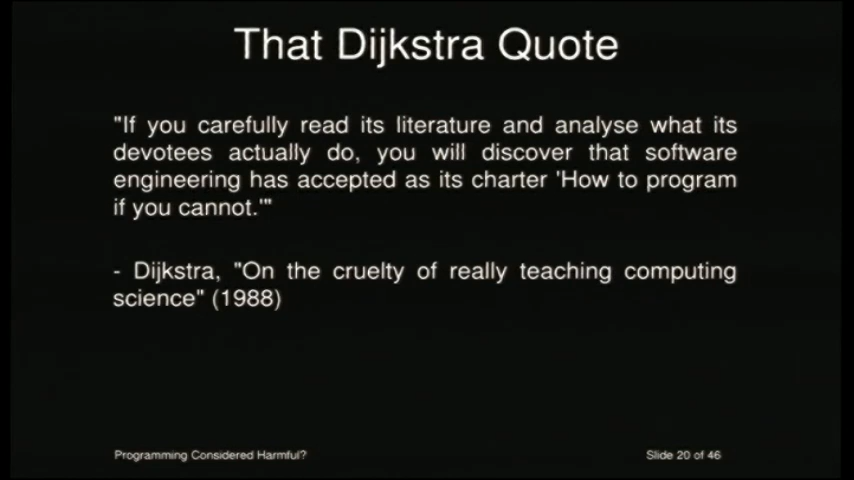 That Dijkstra Quote
"If you carefully read its literature and analyse what its
devotees actually do, you will discover that software
engineering has accepted as its charter 'How to program
if you cannot.'"
- Dijkstra, "On the cruelty of really teaching computing
science" (1988)
Programming Considered Harmful?
Slide 20 of 46